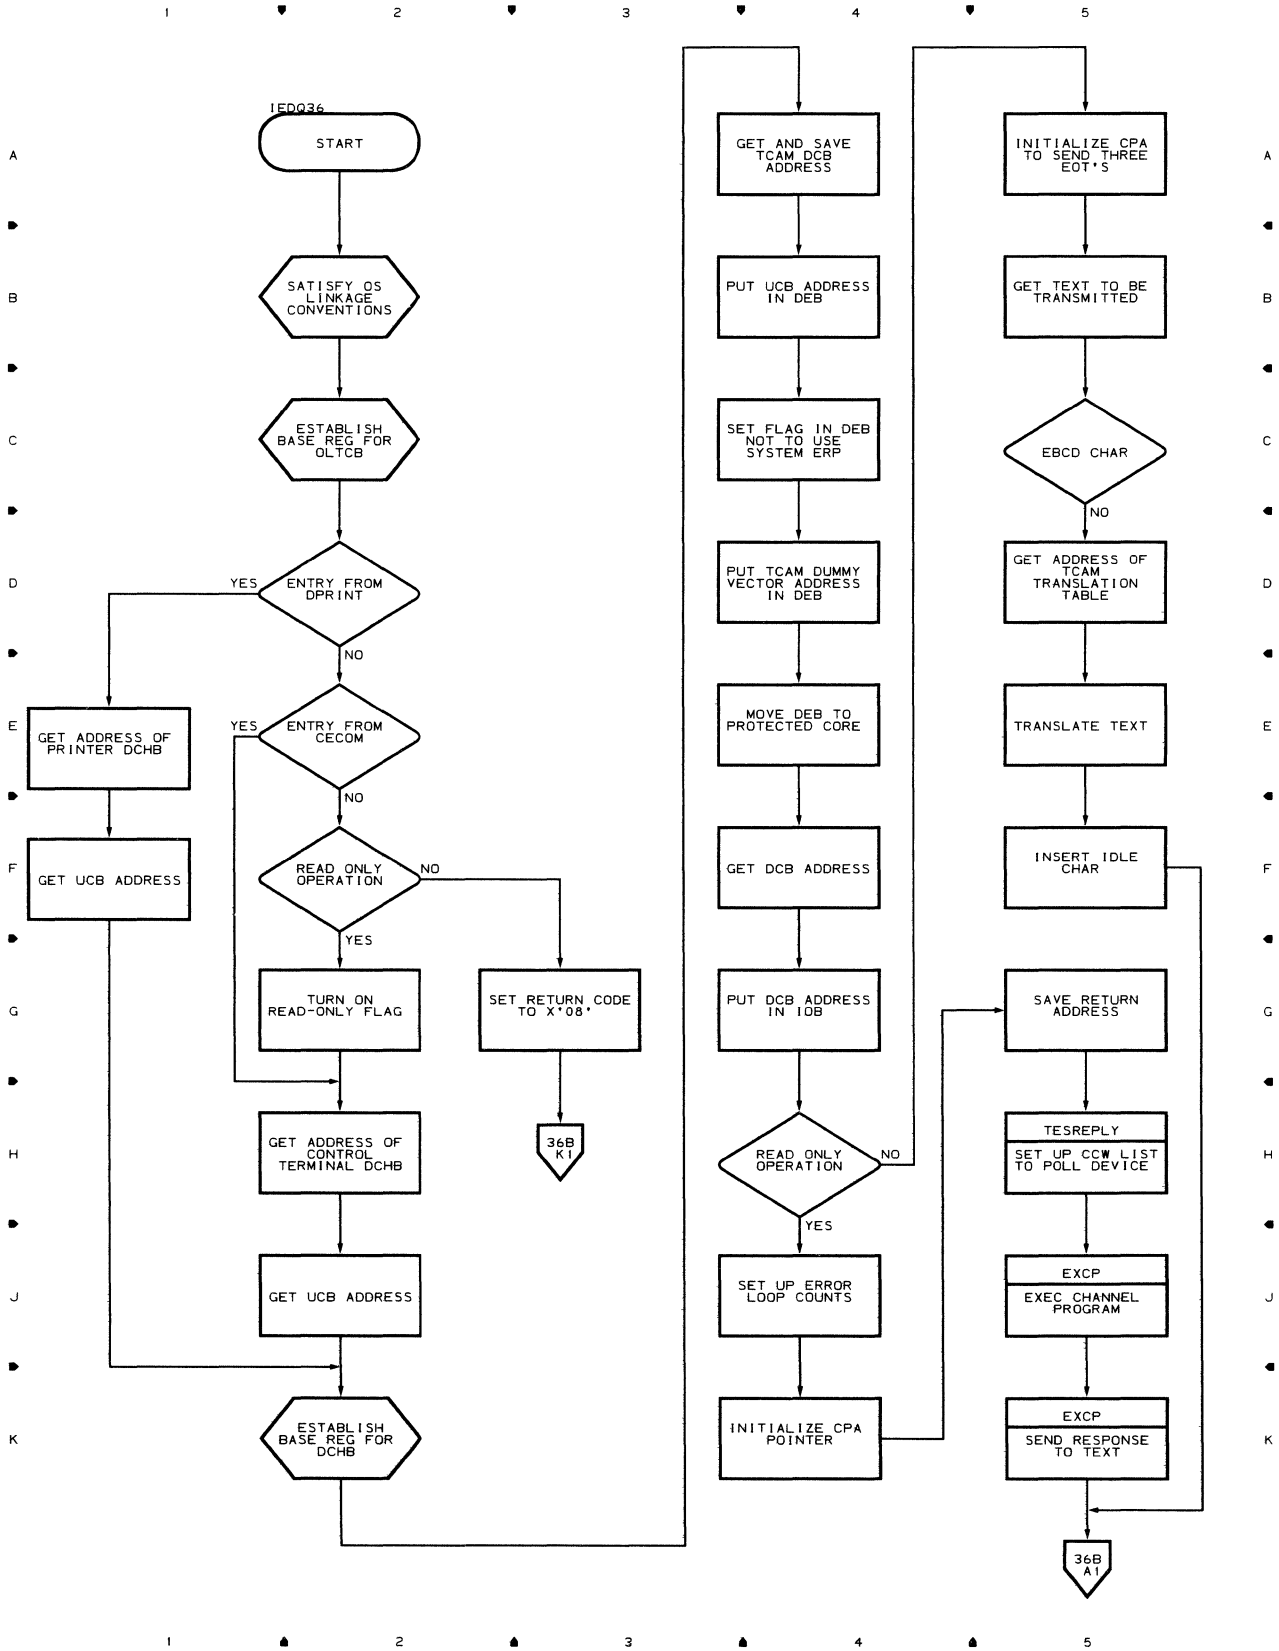 1 2 3 4 5
IEDQ36
START
A
SATISFY OS
LINKAGE
CONVENTIONS
B
ESTABLISH
BASE REG FOR
OLTCB
C
ENTRY FROM
DPRINT
YES
NO
D
GET ADDRESS OF
PRINTER DCHB
ENTRY FROM
CECOM
YES
NO
E
GET UCB ADDRESS
READ ONLY
OPERATION
NO
YES
F
TURN ON
READ-ONLY FLAG
SET RETURN CODE
TO X'08'
G
GET ADDRESS OF
CONTROL
TERMINAL DCHB
36B
K1
H
GET UCB ADDRESS
J
ESTABLISH
BASE REG FOR
DCHB
K
GET AND SAVE
TCAM DCB
ADDRESS
PUT UCB ADDRESS
IN DEB
SET FLAG IN DEB
NOT TO USE
SYSTEM ERP
PUT TCAM DUMMY
VECTOR ADDRESS
IN DEB
MOVE DEB TO
PROTECTED CORE
GET DCB ADDRESS
PUT DCB ADDRESS
IN IOB
READ ONLY
OPERATION
NO
YES
SET UP ERROR
LOOP COUNTS
INITIALIZE CPA
POINTER
INITIALIZE CPA
TO SEND THREE
EOT'S
A
GET TEXT TO BE
TRANSMITTED
B
EBCD CHAR
NO
C
GET ADDRESS OF
TCAM
TRANSLATION
TABLE
D
TRANSLATE TEXT
E
INSERT IDLE
CHAR
F
SAVE RETURN
ADDRESS
G
TESREPLY
SET UP CCW LIST
TO POLL DEVICE
H
EXCP
EXEC CHANNEL
PROGRAM
J
EXCP
SEND RESPONSE
TO TEXT
K
36B
A1
1 2 3 4 5